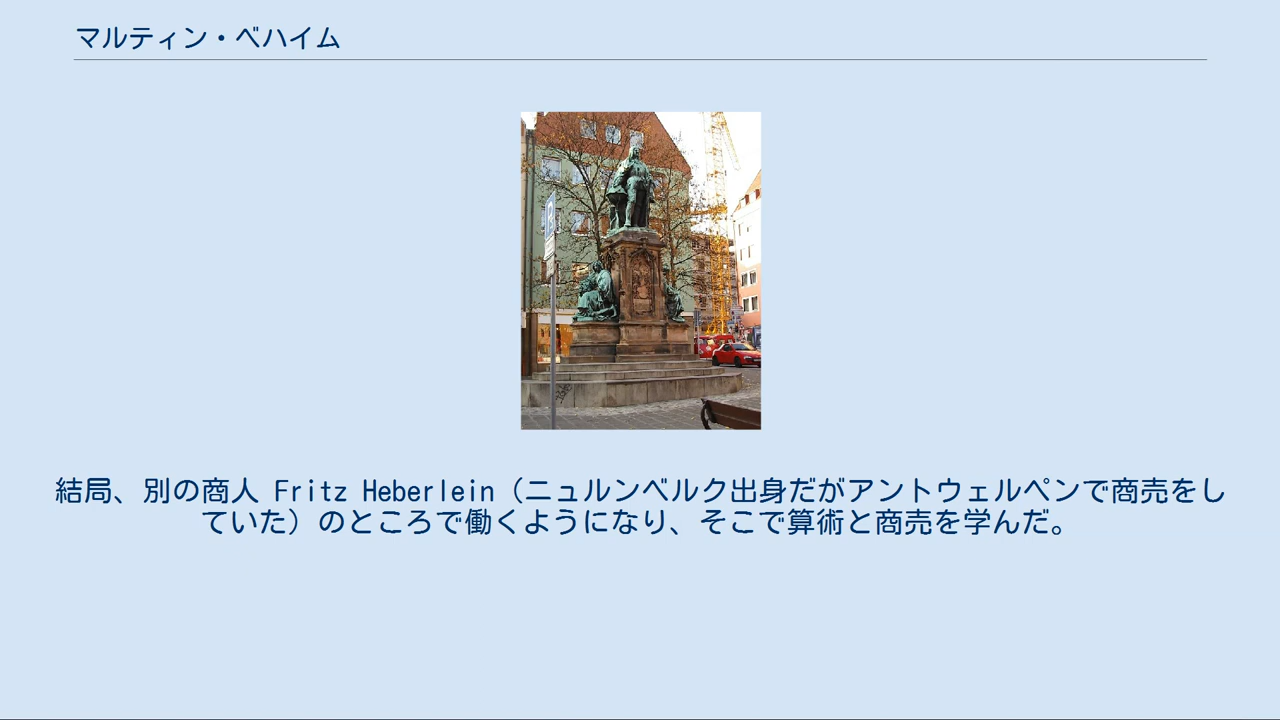 マルティン・ベハイム
結局、別の商人 Fritz Heberlein（ニュルンベルク出身だがアントウェルペンで商売をし
ていた）のところで働くようになり、そこで算術と商売を学んだ。